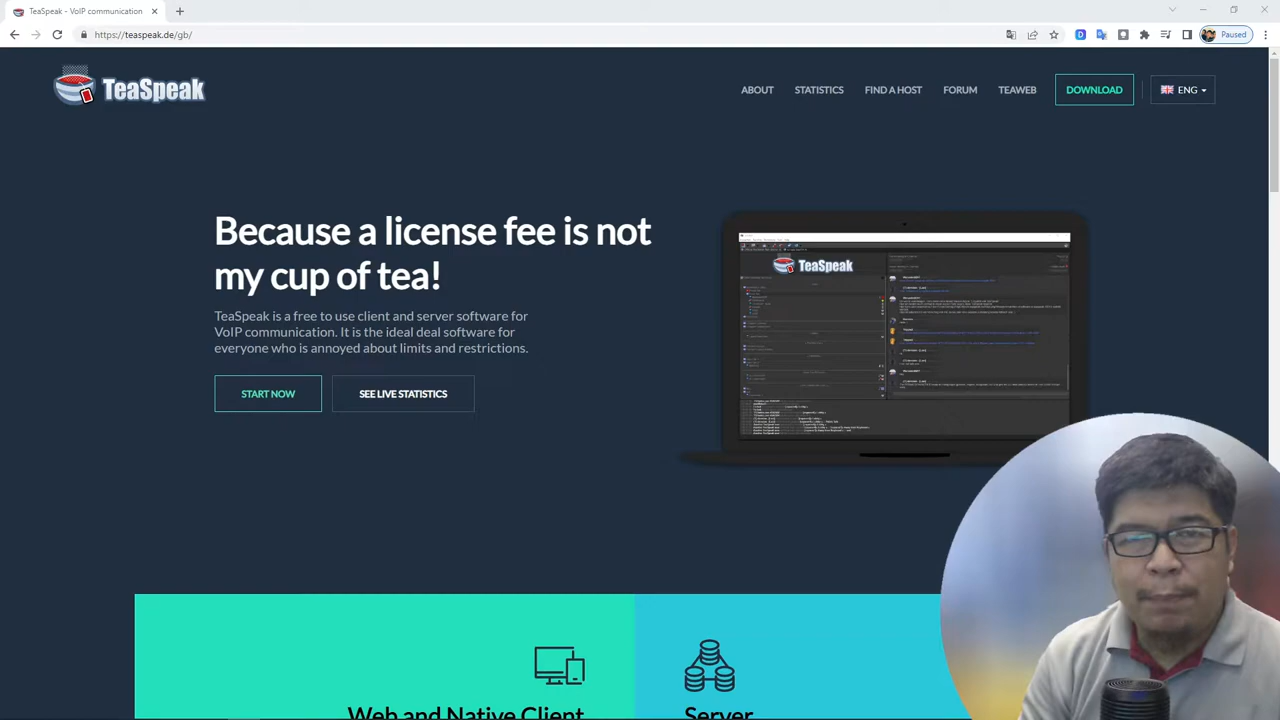 TeaSpeak - VoIP communication
https://teaspeak.de/gb/
Paused
TeaSpeak
ABOUT
STATISTICS
FIND A HOST
FORUM
TEAWEB
DOWNLOAD
ENG
Because a license fee is not
my cup of tea!
TeaSpeak is a free to use client and server software for
VoIP communication. It is the ideal deal software for
everyone who is annoyed about limits and restrictions.
START NOW
SEE LIVE STATISTICS
TeaSpeak
Web and Native Client
Server